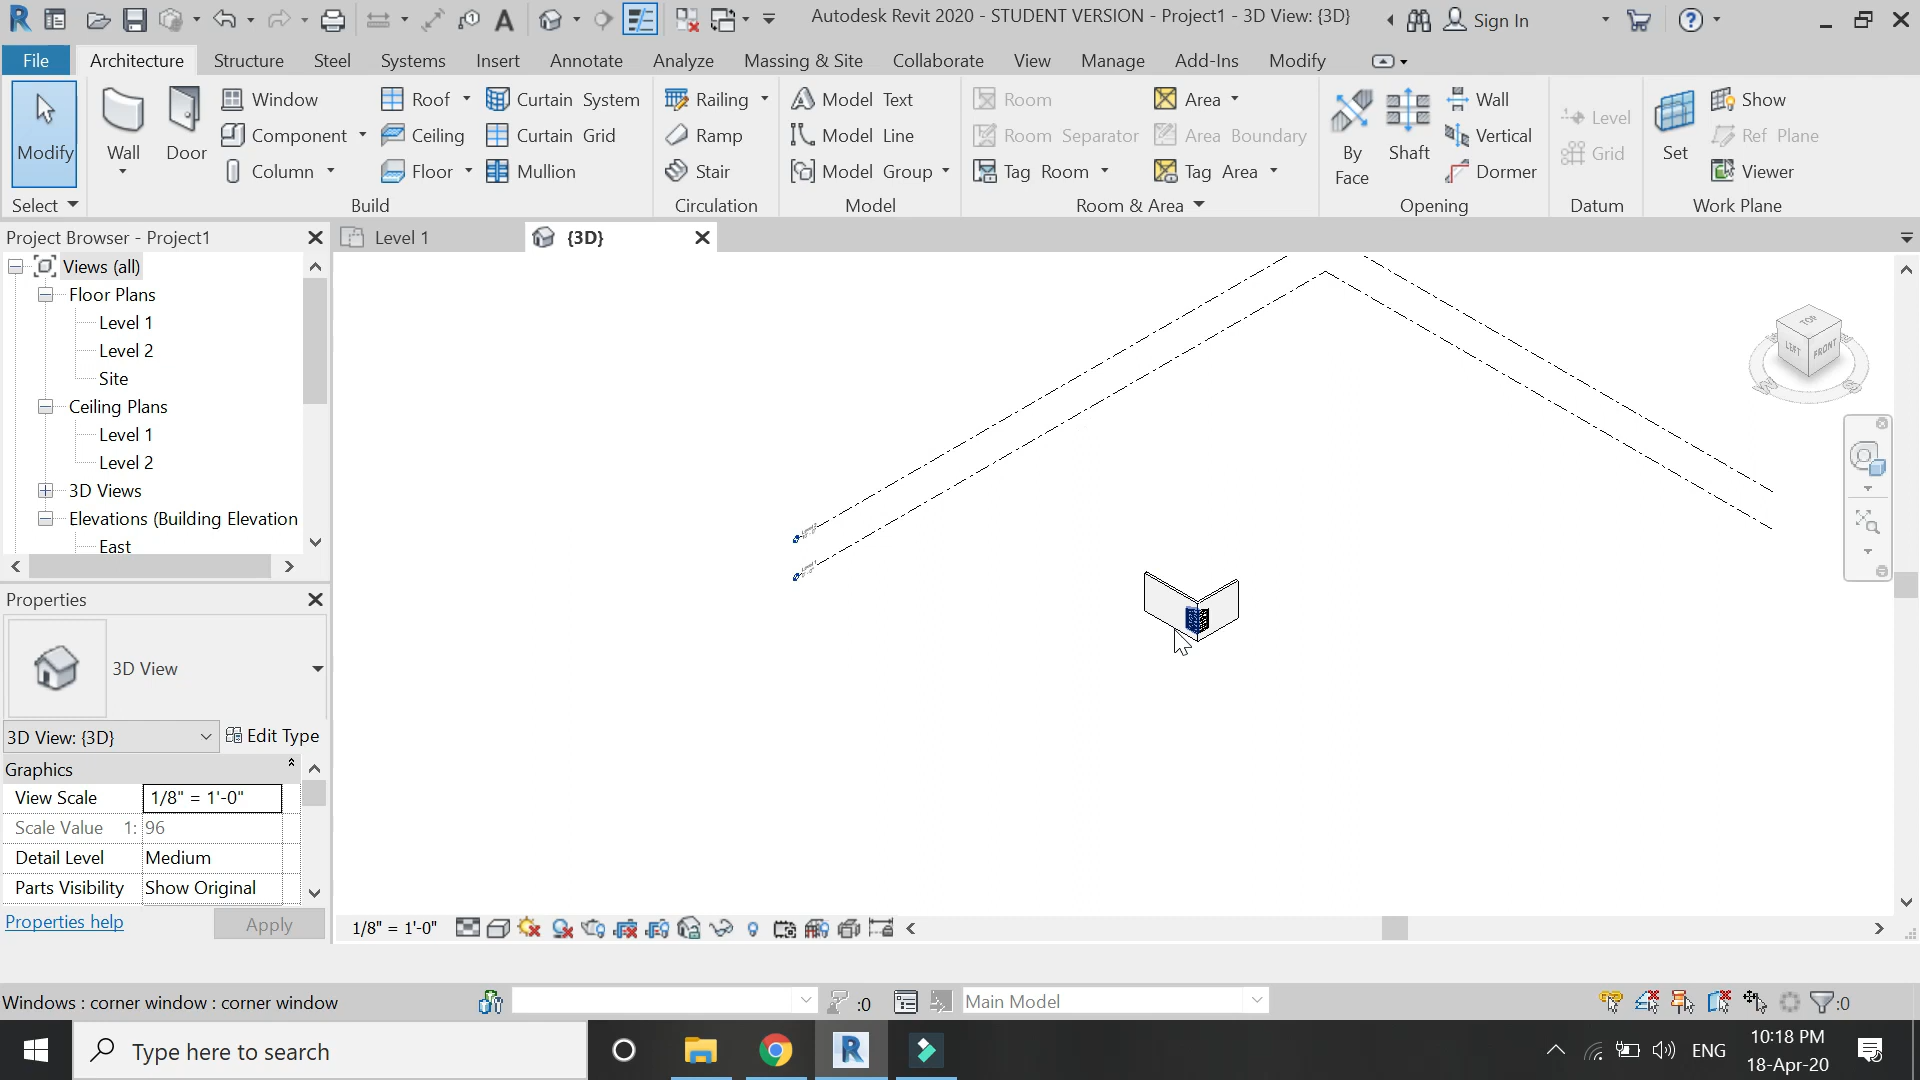 Autodesk Revit 2020 - STUDENT VERSION - Project1 - 3D View: {3D}
Sign In
File Architecture Structure Steel Systems Insert Annotate Analyze Massing & Site Collaborate View Manage Add-Ins Modify
Modify
Select
Wall
Door
Window
Component
Column
Roof
Ceiling
Floor
Curtain System
Curtain Grid
Mullion
Build
Railing
Ramp
Stair
Circulation
Model Text
Model Line
Model Group
Model
Room
Room Separator
Tag Room
Area
Area Boundary
Tag Area
Room & Area
By
Face
Shaft
Wall
Vertical
Dormer
Opening
Level
Grid
Datum
Set
Show
Ref Plane
Viewer
Work Plane
Project Browser - Project1
Views (all)
Floor Plans
Level 1
Level 2
Site
Ceiling Plans
Level 1
Level 2
3D Views
Elevations (Building Elevation
East
Level 1
{3D}
TOP
LEFT
FRONT
W
S
Properties
3D View
3D View: {3D}
Edit Type
Graphics
View Scale 1/8" = 1'-0"
Scale Value 1: 96
Detail Level Medium
Parts Visibility Show Original
Properties help
Apply
1/8" = 1'-0"
Windows : corner window : corner window
:0
Main Model
:0
Type here to search
ENG
10:18 PM
18-Apr-20